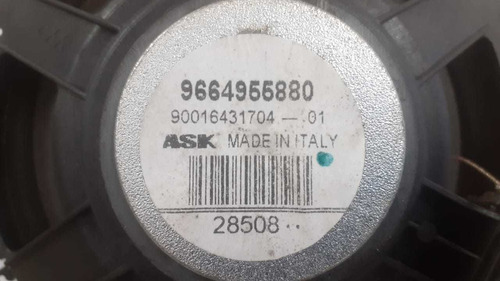 9664955880
90016431704 — 01
ASK MADE IN ITALY
28508 ··